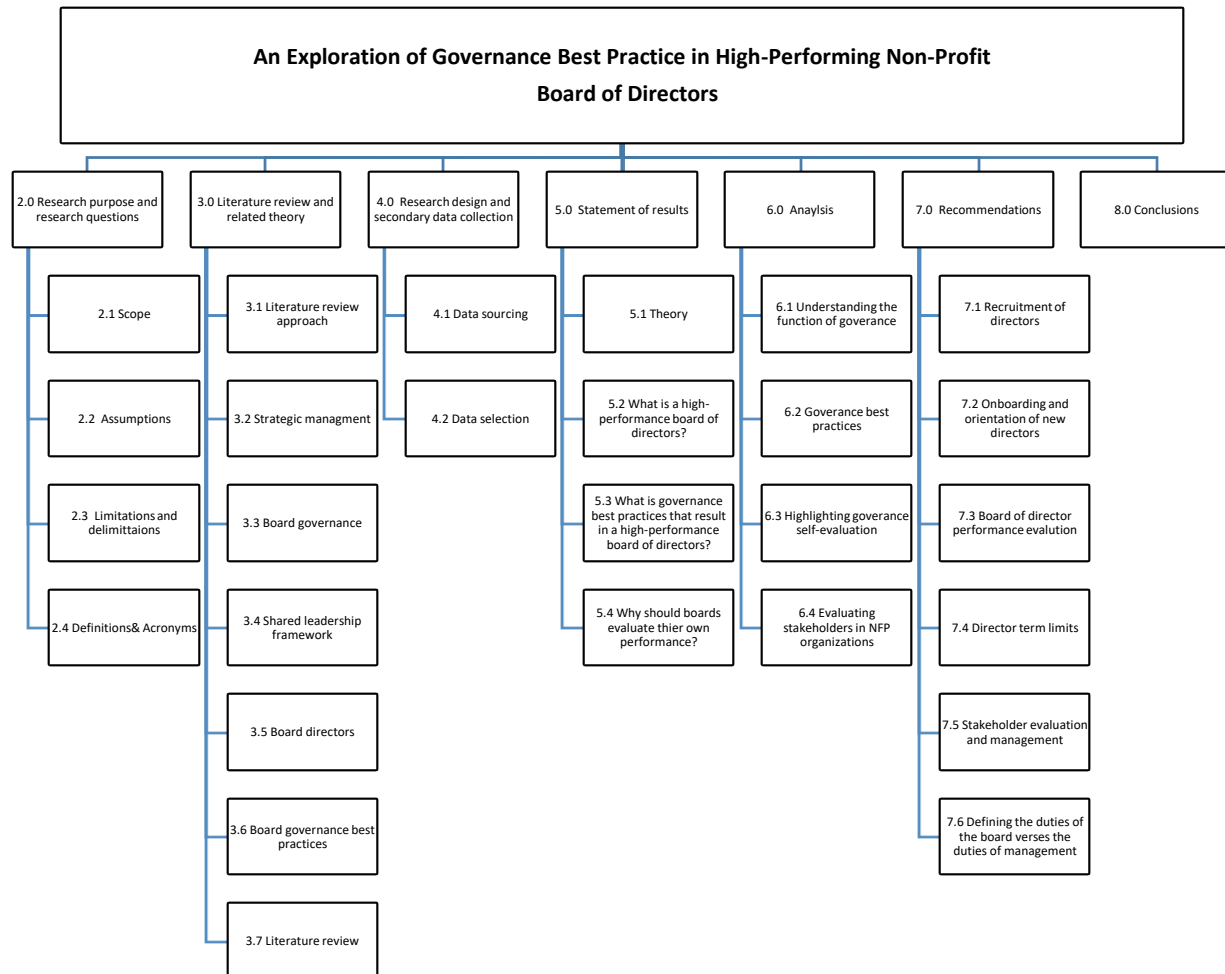 An Exploration of Governance Best Practice in High-Performing Non-Profit
Board of Directors
2.0 Research purpose and
research questions
2.1 Scope
2.2 Assumptions
2.3 Limitations and
delimittaions
2.4 Definitions& Acronyms
3.0 Literature review and
related theory
3.1 Literature review
approach
3.2 Strategic managment
3.3 Board governance
3.4 Shared leadership
framework
3.5 Board directors
3.6 Board governance best
practices
3.7 Literature review
4.0 Research design and
secondary data collection
4.1 Data sourcing
4.2 Data selection
5.0 Statement of results
5.1 Theory
5.2 What is a high-
performance board of
directors?
5.3 What is governance
best practices that result
in a high-performance
board of directors?
5.4 Why should boards
evaluate thier own
performance?
6.0 Anaylsis
6.1 Understanding the
function of goverance
6.2 Goverance best
practices
6.3 Highlighting goverance
self-evaluation
6.4 Evaluating
stakeholders in NFP
organizations
7.0 Recommendations
7.1 Recruitment of
directors
7.2 Onboarding and
orientation of new
directors
7.3 Board of director
performance evalution
7.4 Director term limits
7.5 Stakeholder evaluation
and management
7.6 Defining the duties of
the board verses the
duties of management
8.0 Conclusions